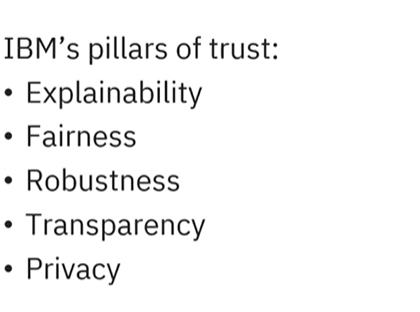 IBM’s pillars of trust:
• Explainability
• Fairness
• Robustness
• Transparency
• Privacy